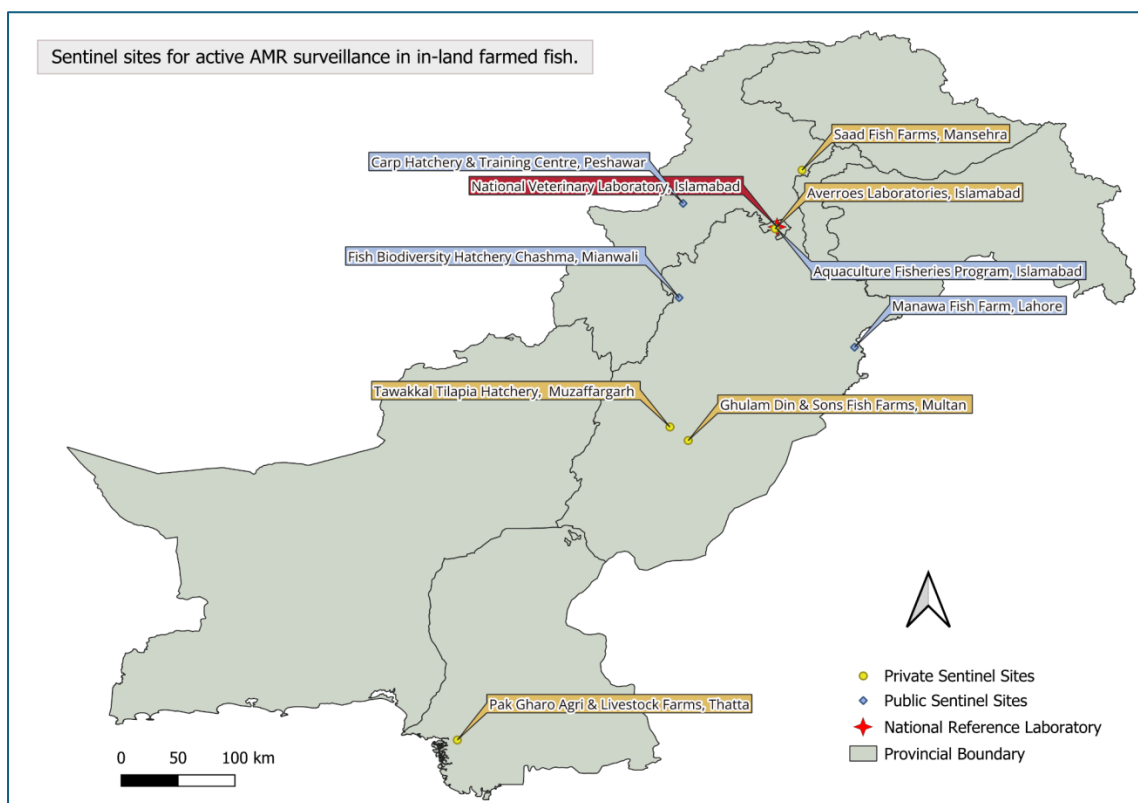 Sentinel sites for active AMR surveillance in in-land farmed fish.
Saad Fish Farms, Mansehra
Carp Hatchery & Training Centre, Peshawar
National Veterinary Laboratory, Islamabad
Averroes Laboratories, Islamabad
Fish Biodiversity Hatchery Chashma, Mianwali
Aquaculture Fisheries Program, Islamabad
Manawa Fish Farm, Lahore
Tawakkal Tilapia Hatchery, Muzaffargarh
Ghulam Din & Sons Fish Farms, Multan
Pak Gharo Agri & Livestock Farms, Thatta
Private Sentinel Sites
Public Sentinel Sites
National Reference Laboratory
Provincial Boundary
0 50 100 km